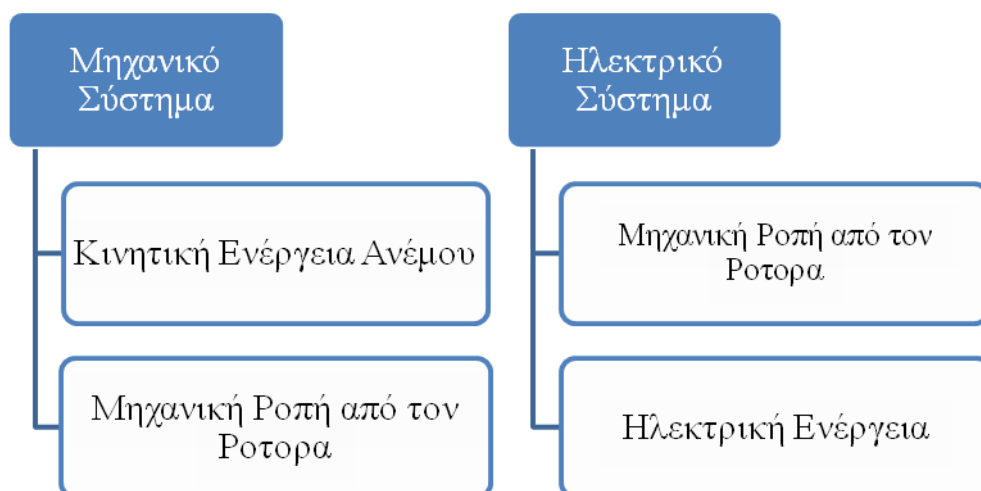 Μηχανικό
Σύστημα
Κινητική Ενέργεια Ανέμου
Μηχανική Ροπή από τον
Ροτορα
Ηλεκτρικό
Σύστημα
Μηχανική Ροπή από τον
Ροτορα
Ηλεκτρική Ενέργεια